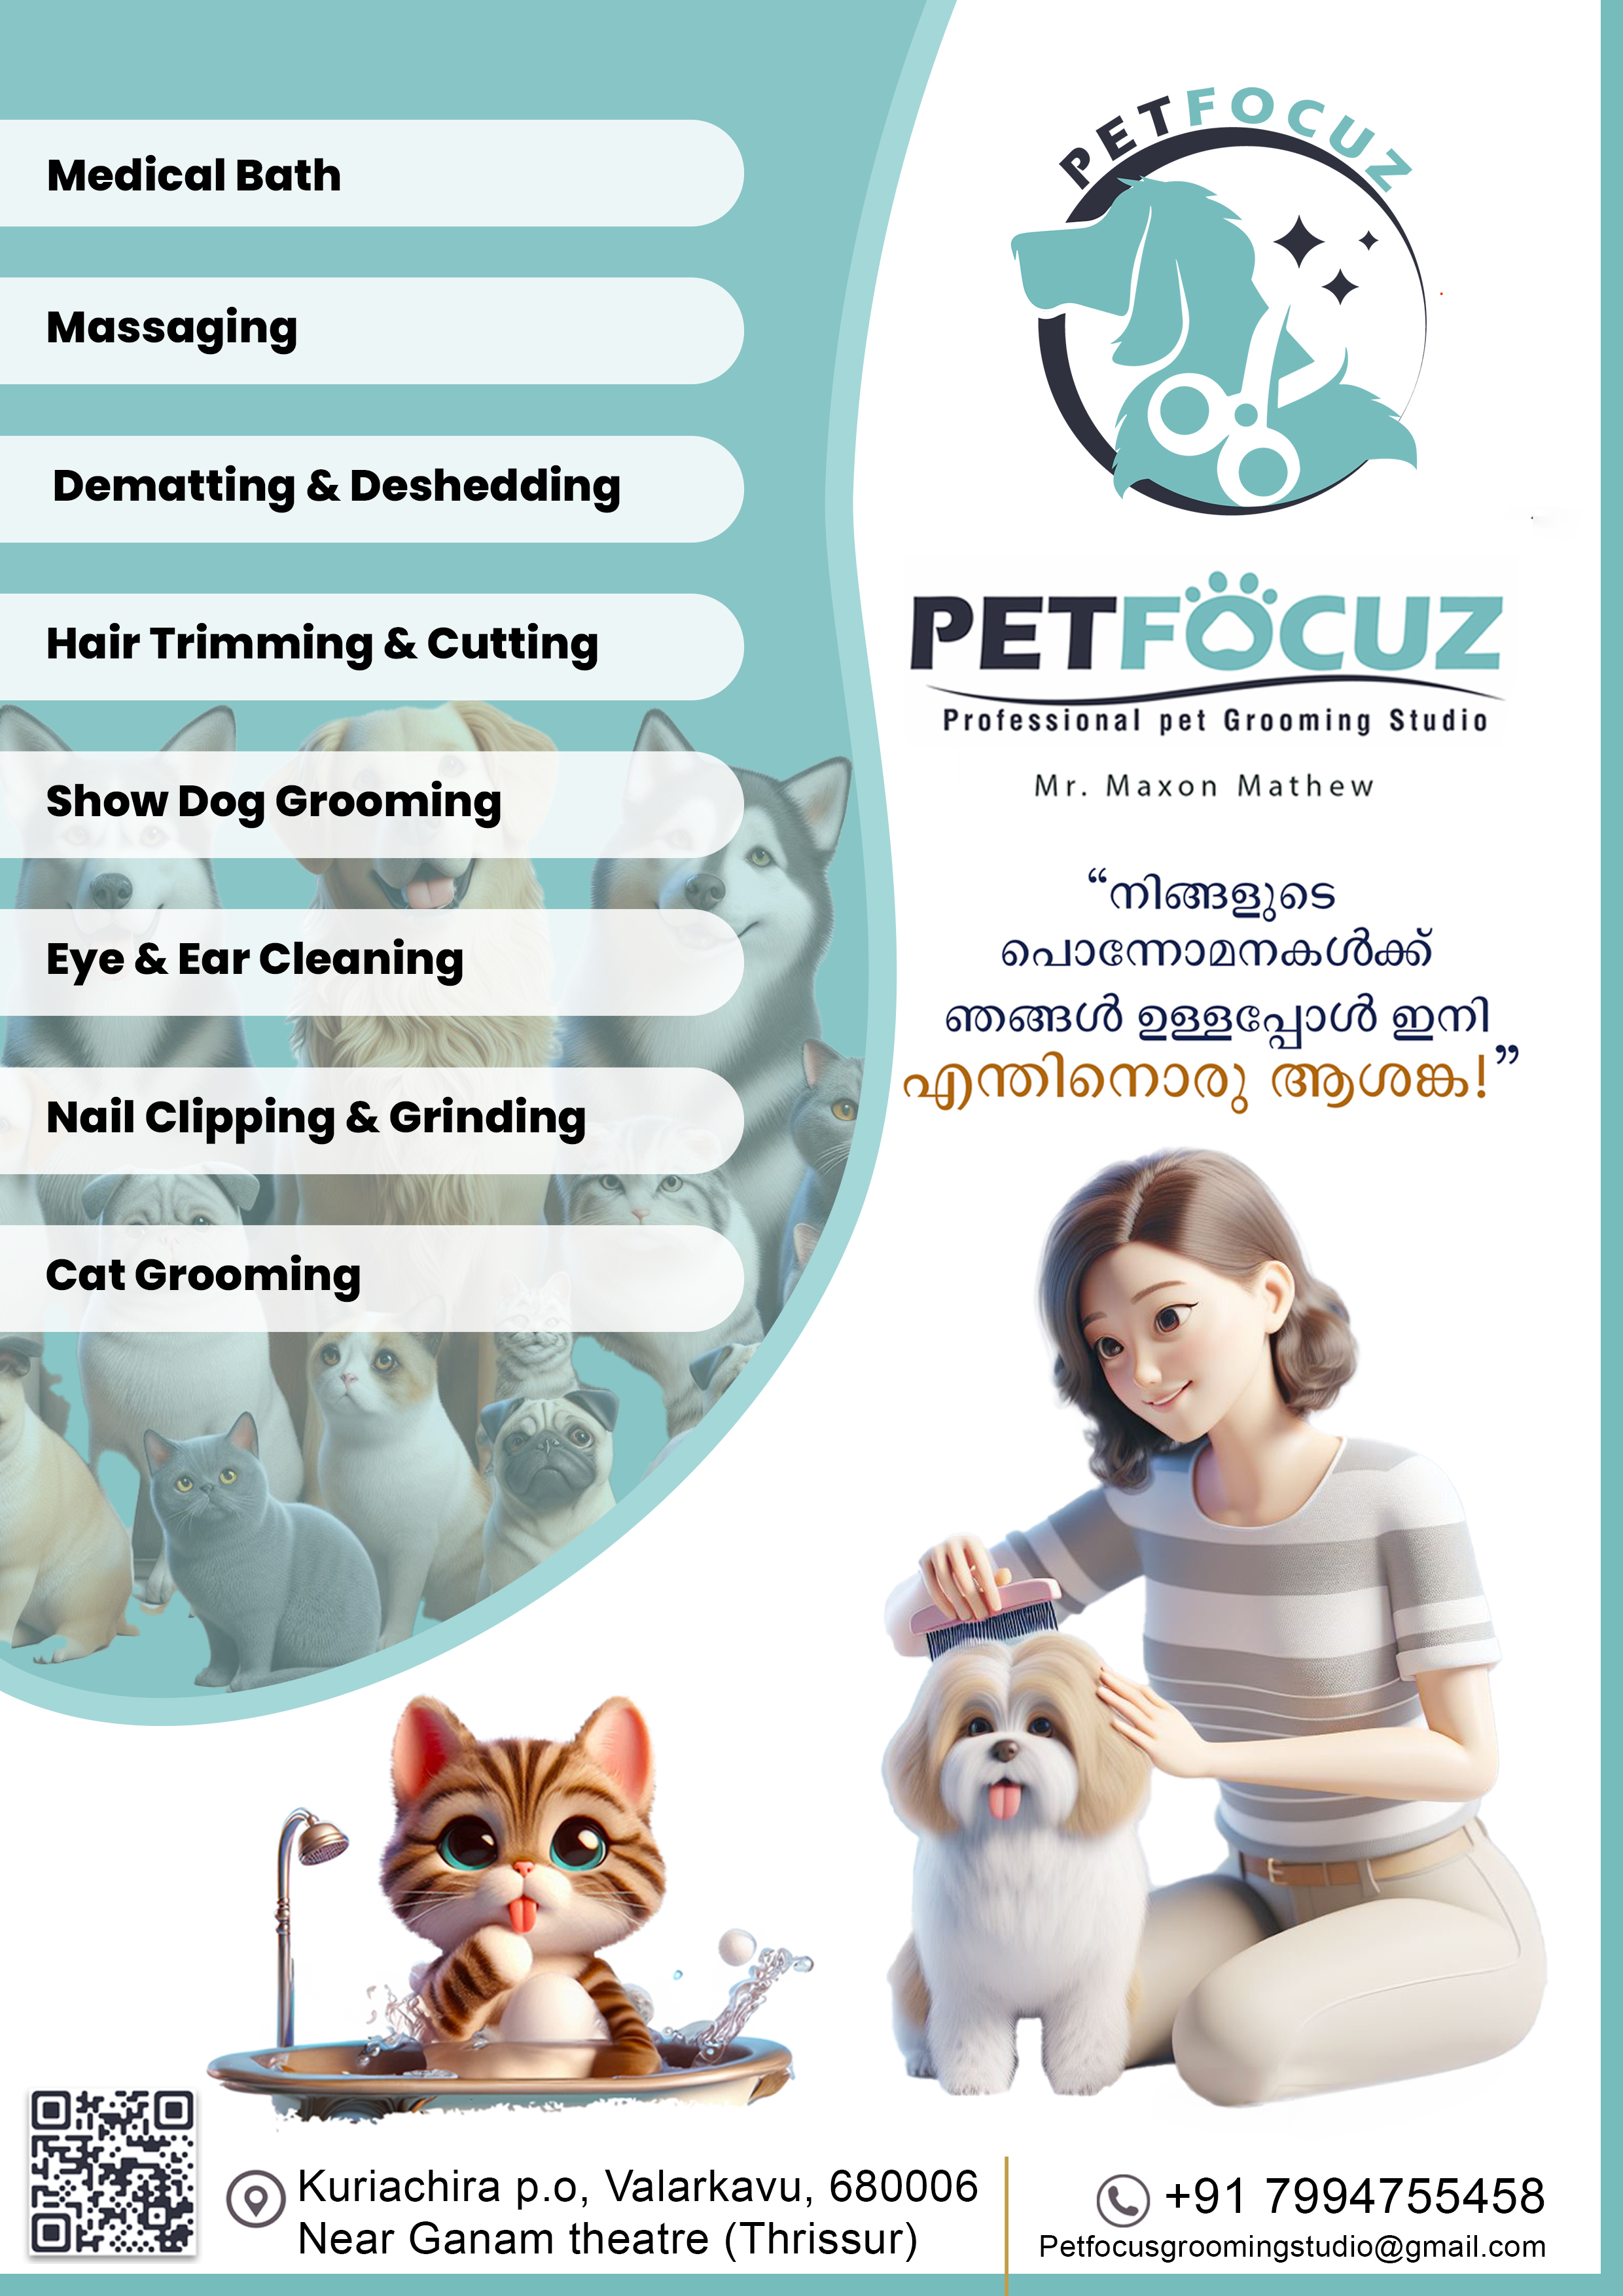 Medical Bath
Massaging
Dematting & Deshedding
Hair Trimming & Cutting
Show Dog Grooming
Eye & Ear Cleaning
Nail Clipping & Grinding
Cat Grooming
PETFOCUZ
PETFOCUZ
Professional pet Grooming Studio
Mr. Maxon Mathew
“നിങ്ങളുടെ
പൊന്നോമനകൾക്ക്
ഞങ്ങൾ ഉള്ളപ്പോൾ ഇനി
എന്തിനൊരു ആശങ്ക!”
Kuriachira p.o, Valarkavu, 680006
Near Ganam theatre (Thrissur)
+91 7994755458
Petfocusgroomingstudio@gmail.com